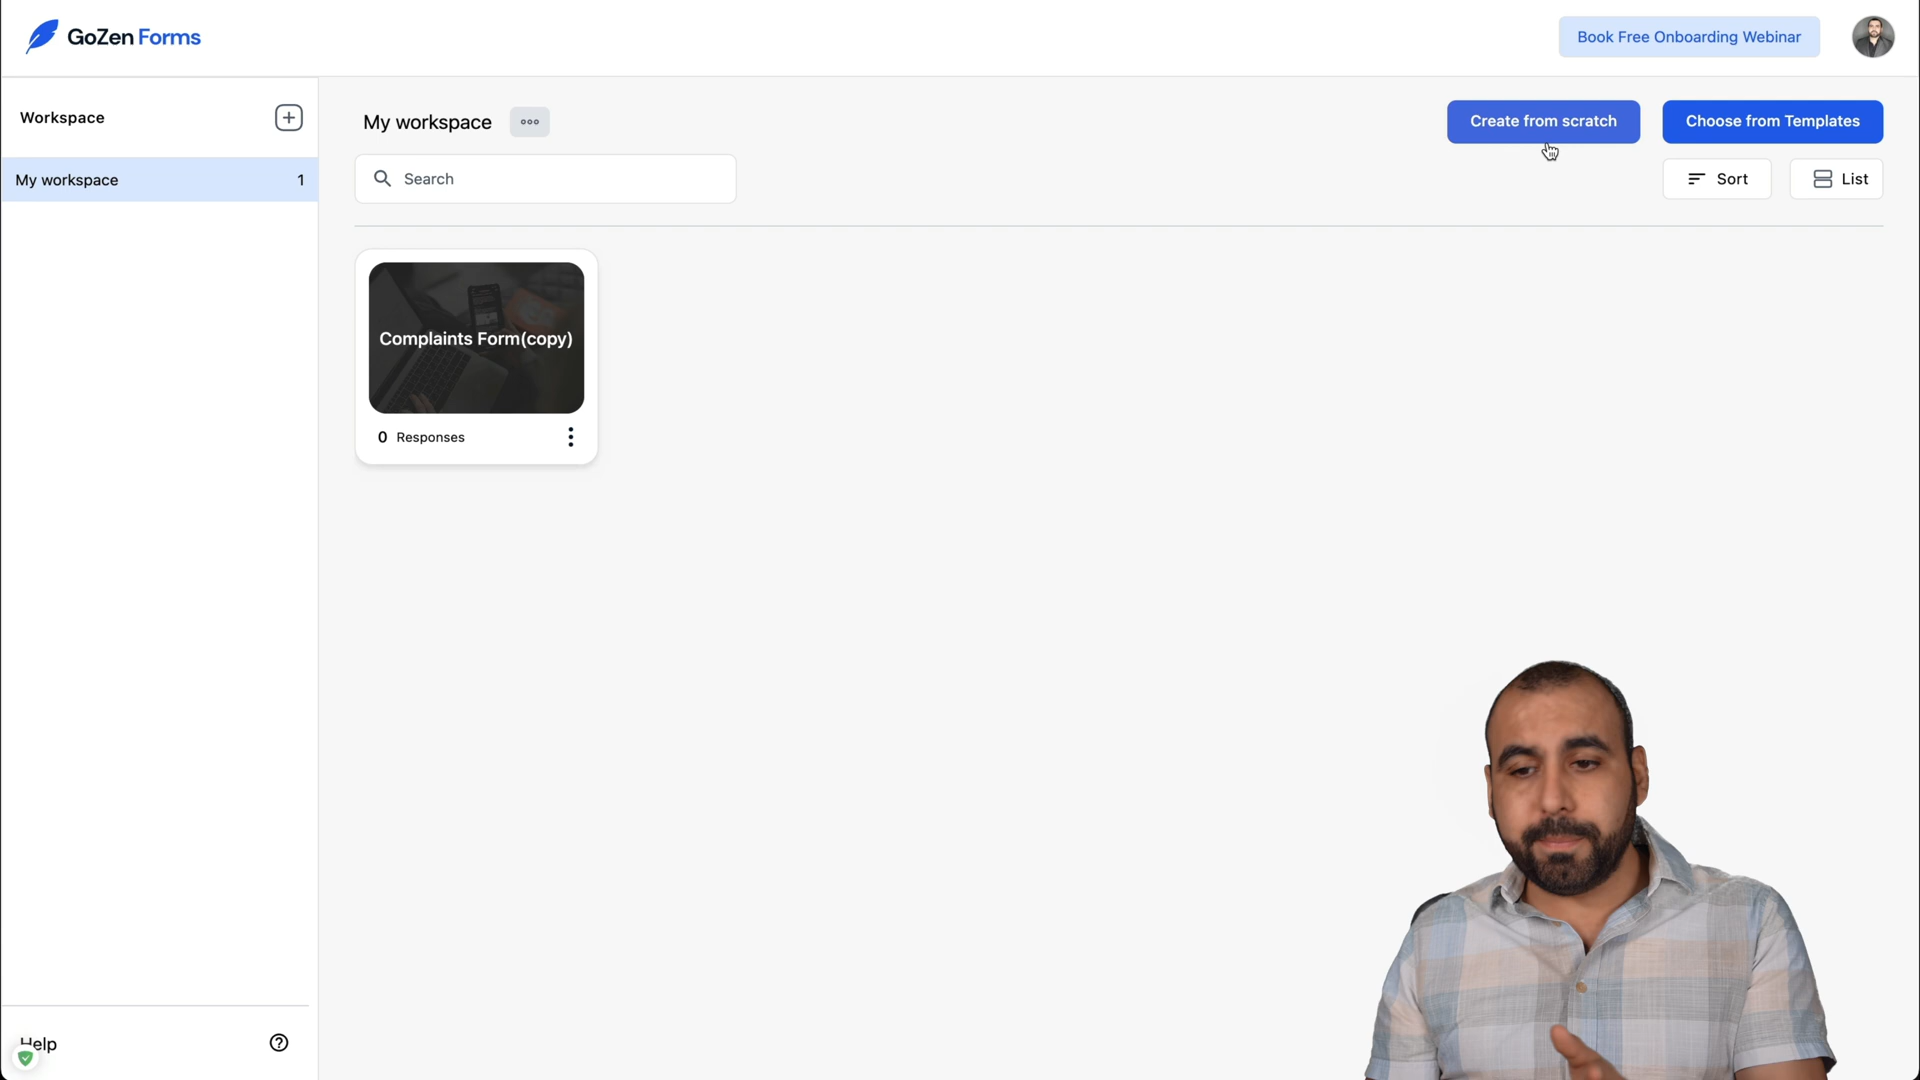 GoZen Forms
Book Free Onboarding Webinar
Workspace
My workspace
Create from scratch
Choose from Templates
My workspace 1
Search
Sort
List
Complaints Form(copy)
0 Responses
Help